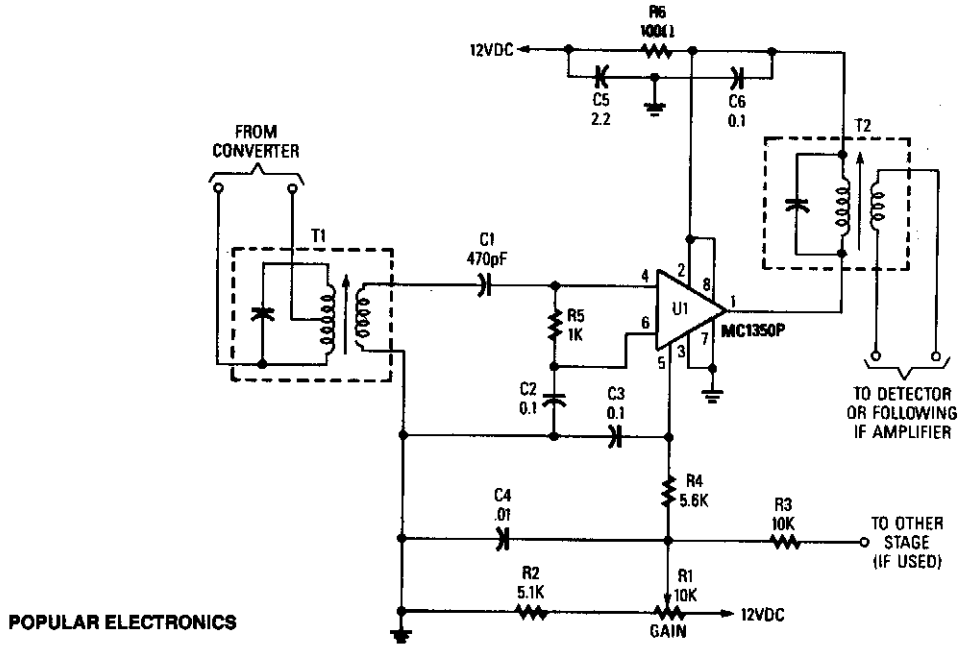 R6
100Ω
12VDC
C5
2.2
C6
0.1
T2
FROM
CONVERTER
T1
C1
470pF
4
2
8
U1
1
R5
1K
6
MC1350P
5
3
7
C2
0.1
C3
0.1
TO DETECTOR
OR FOLLOWING
IF AMPLIFIER
C4
.01
R4
5.6K
R3
10K
TO OTHER
STAGE
(IF USED)
R2
5.1K
R1
10K
12VDC
GAIN
POPULAR ELECTRONICS